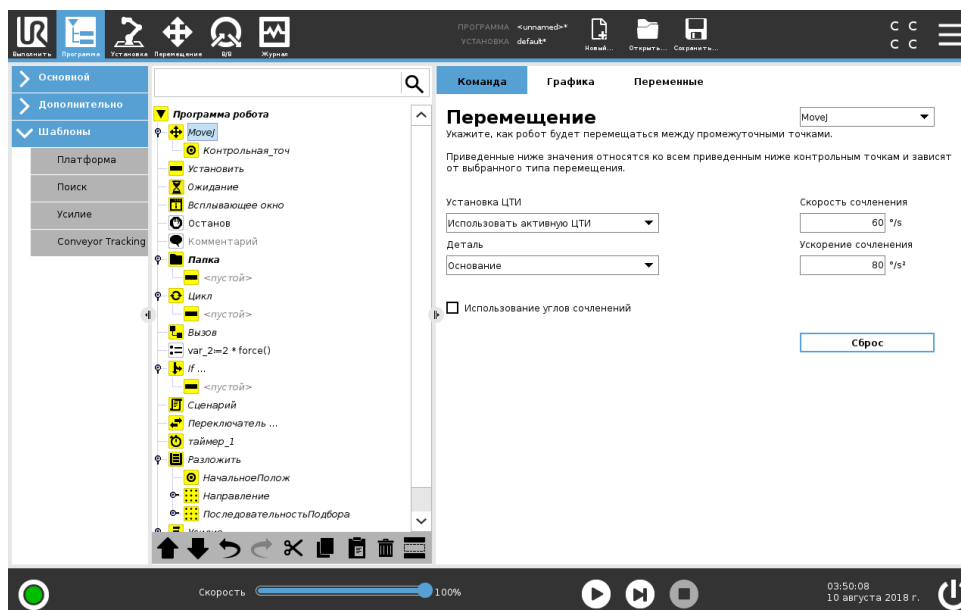 ПРОГРАММА <unnamed>*
УСТАНОВКА default*
Выполнить Программа Установка Перемещение В/В Журнал
Новый... Открыть... Сохранить...
C C
C C
Основной
Дополнительно
Шаблоны
Платформа
Поиск
Усилие
Conveyor Tracking
Программа робота
MoveJ
Контрольная_точ
Установить
Ожидание
Всплывающее окно
Останов
Комментарий
Папка
<пустой>
Цикл
<пустой>
Вызов
var_2≔2 * force()
If ...
<пустой>
Сценарий
Переключатель ...
таймер_1
Разложить
НачальноеПолож
Направление
ПоследовательностьПодбора
Усилие
Команда Графика Переменные
Перемещение
MoveJ
Укажите, как робот будет перемещаться между промежуточными точками.
Приведенные ниже значения относятся ко всем приведенным ниже контрольным точкам и зависят
от выбранного типа перемещения.
Установка ЦТИ
Скорость сочленения
Использовать активную ЦТИ
60 °/s
Деталь
Ускорение сочленения
Основание
80 °/s²
Использование углов сочленений
Сброс
Скорость 100%
03:50:08
10 августа 2018 г.